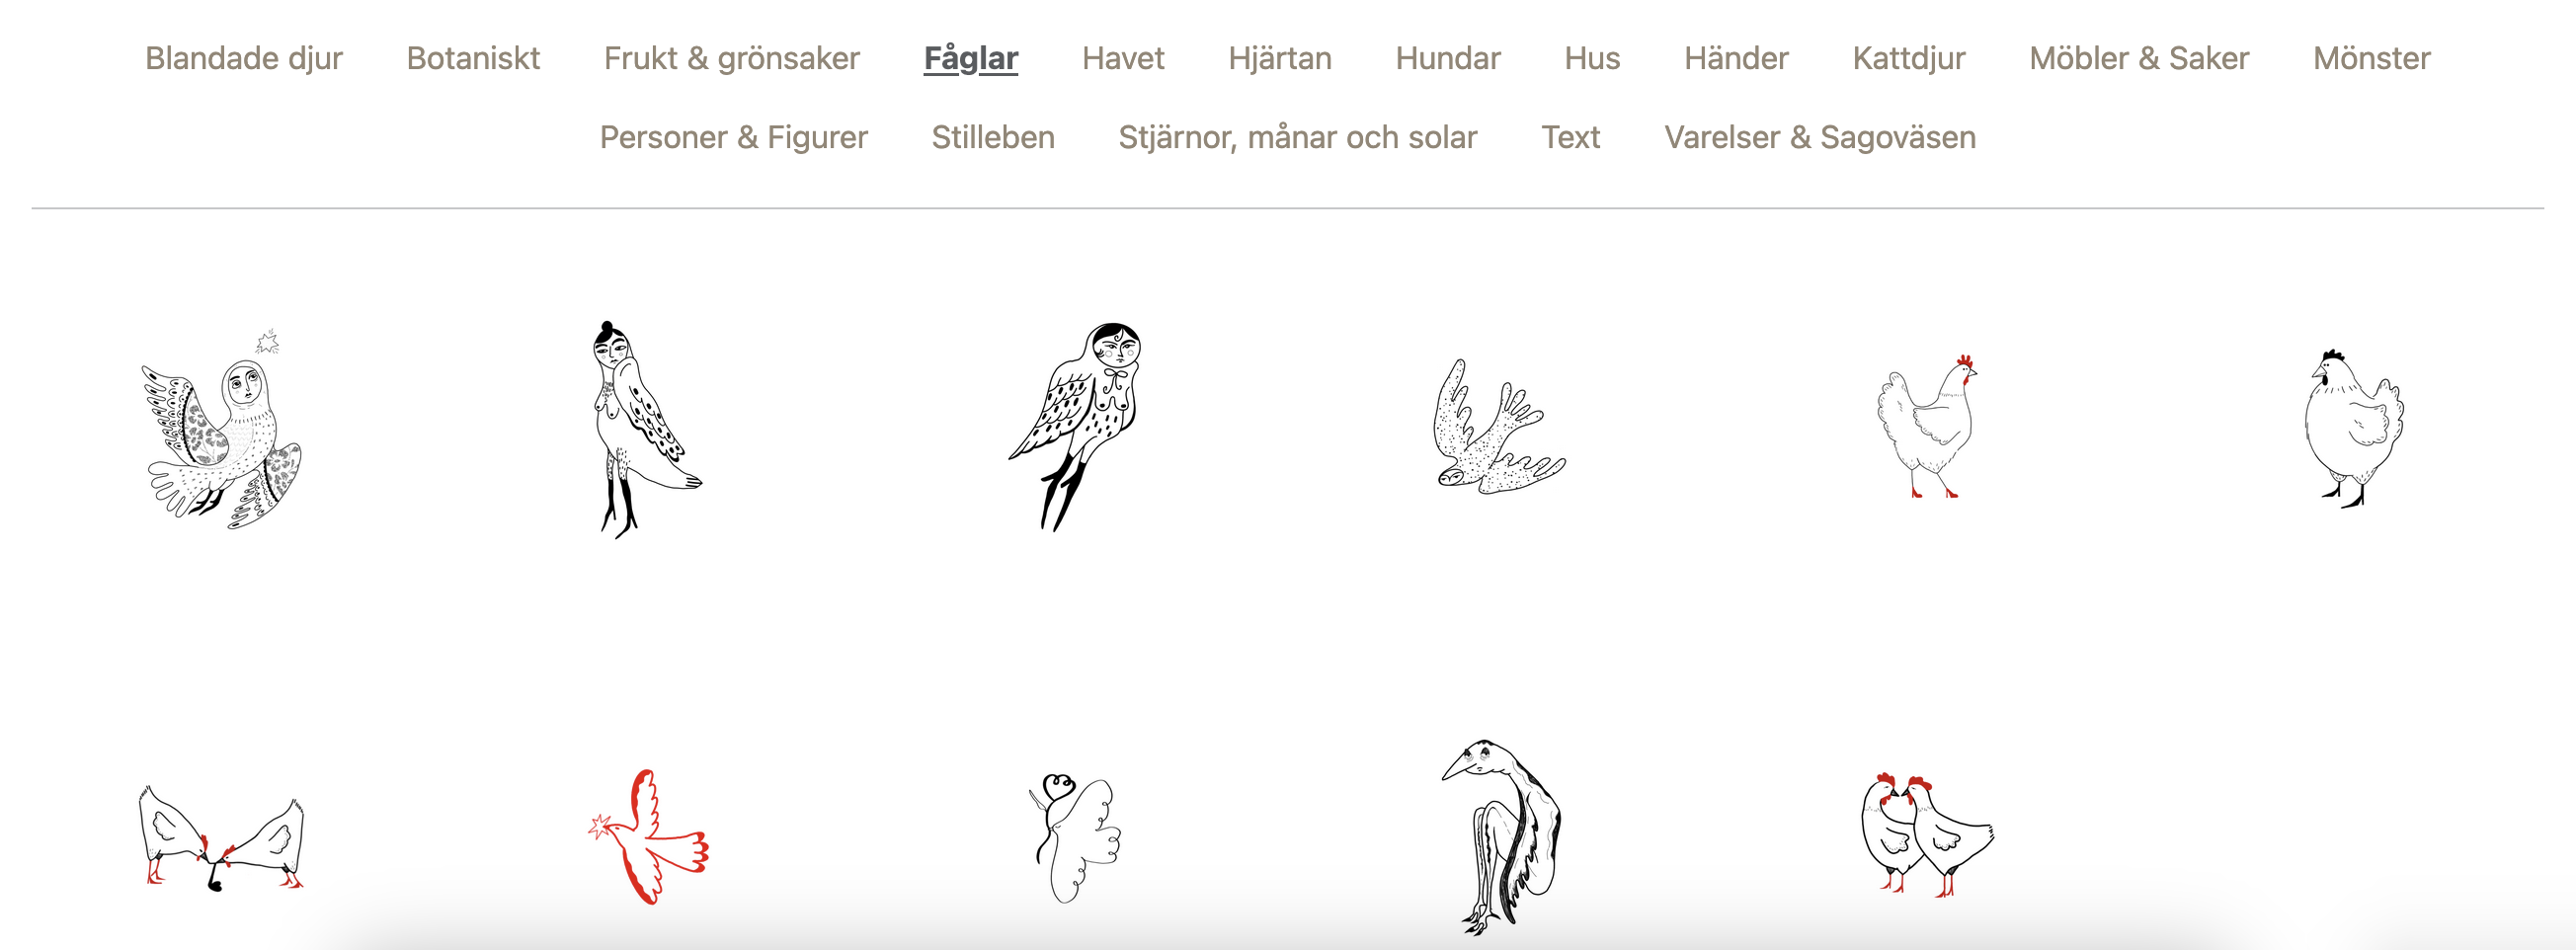 Blandade djur Botaniskt Frukt & grönsaker Fåglar Havet Hjärtan Hundar Hus Händer Kattdjur Möbler & Saker Mönster
Personer & Figurer Stilleben Stjärnor, månar och solar Text Varelser & Sagoväsen